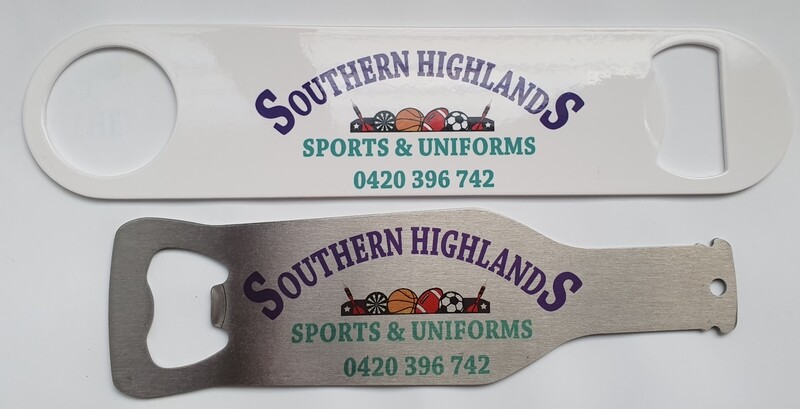 SOUTHERN HIGHLANDS
SPORTS & UNIFORMS
0420 396 742
SOUTHERN HIGHLANDS
SPORTS & UNIFORMS
0420 396 742